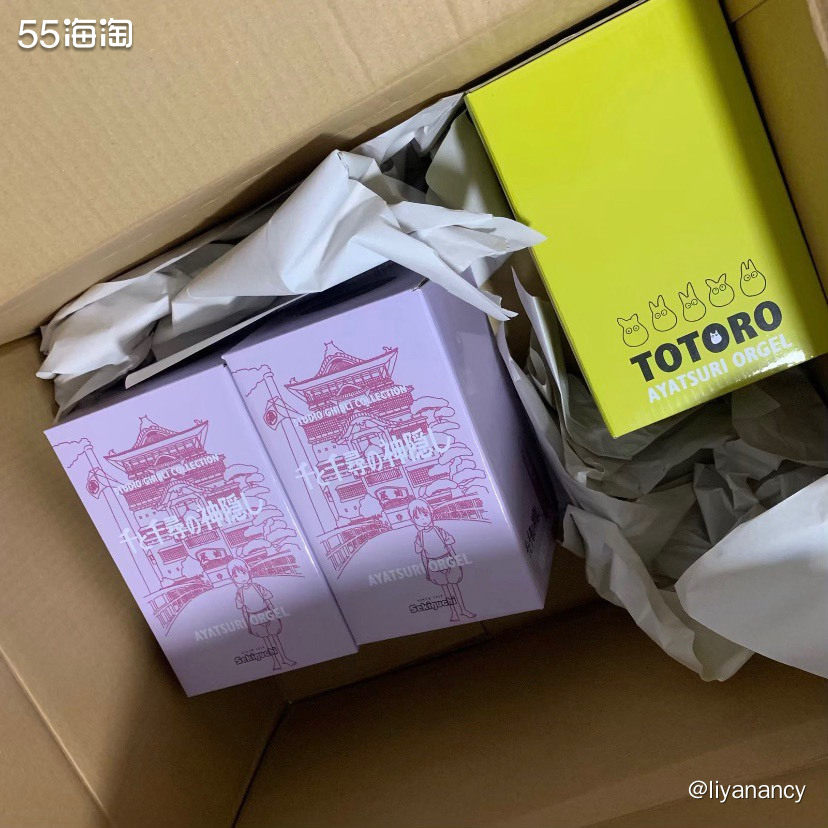 55海淘
TOTORO
AYATSURI ORGEL
STUDIO GHIBLI COLLECTION
千と千尋の神隠し
AYATSURI ORGEL
Sekiguchi
STUDIO GHIBLI COLLECTION
千と千尋の神隠し
AYATSURI ORGEL
Sekiguchi
@liyanancy